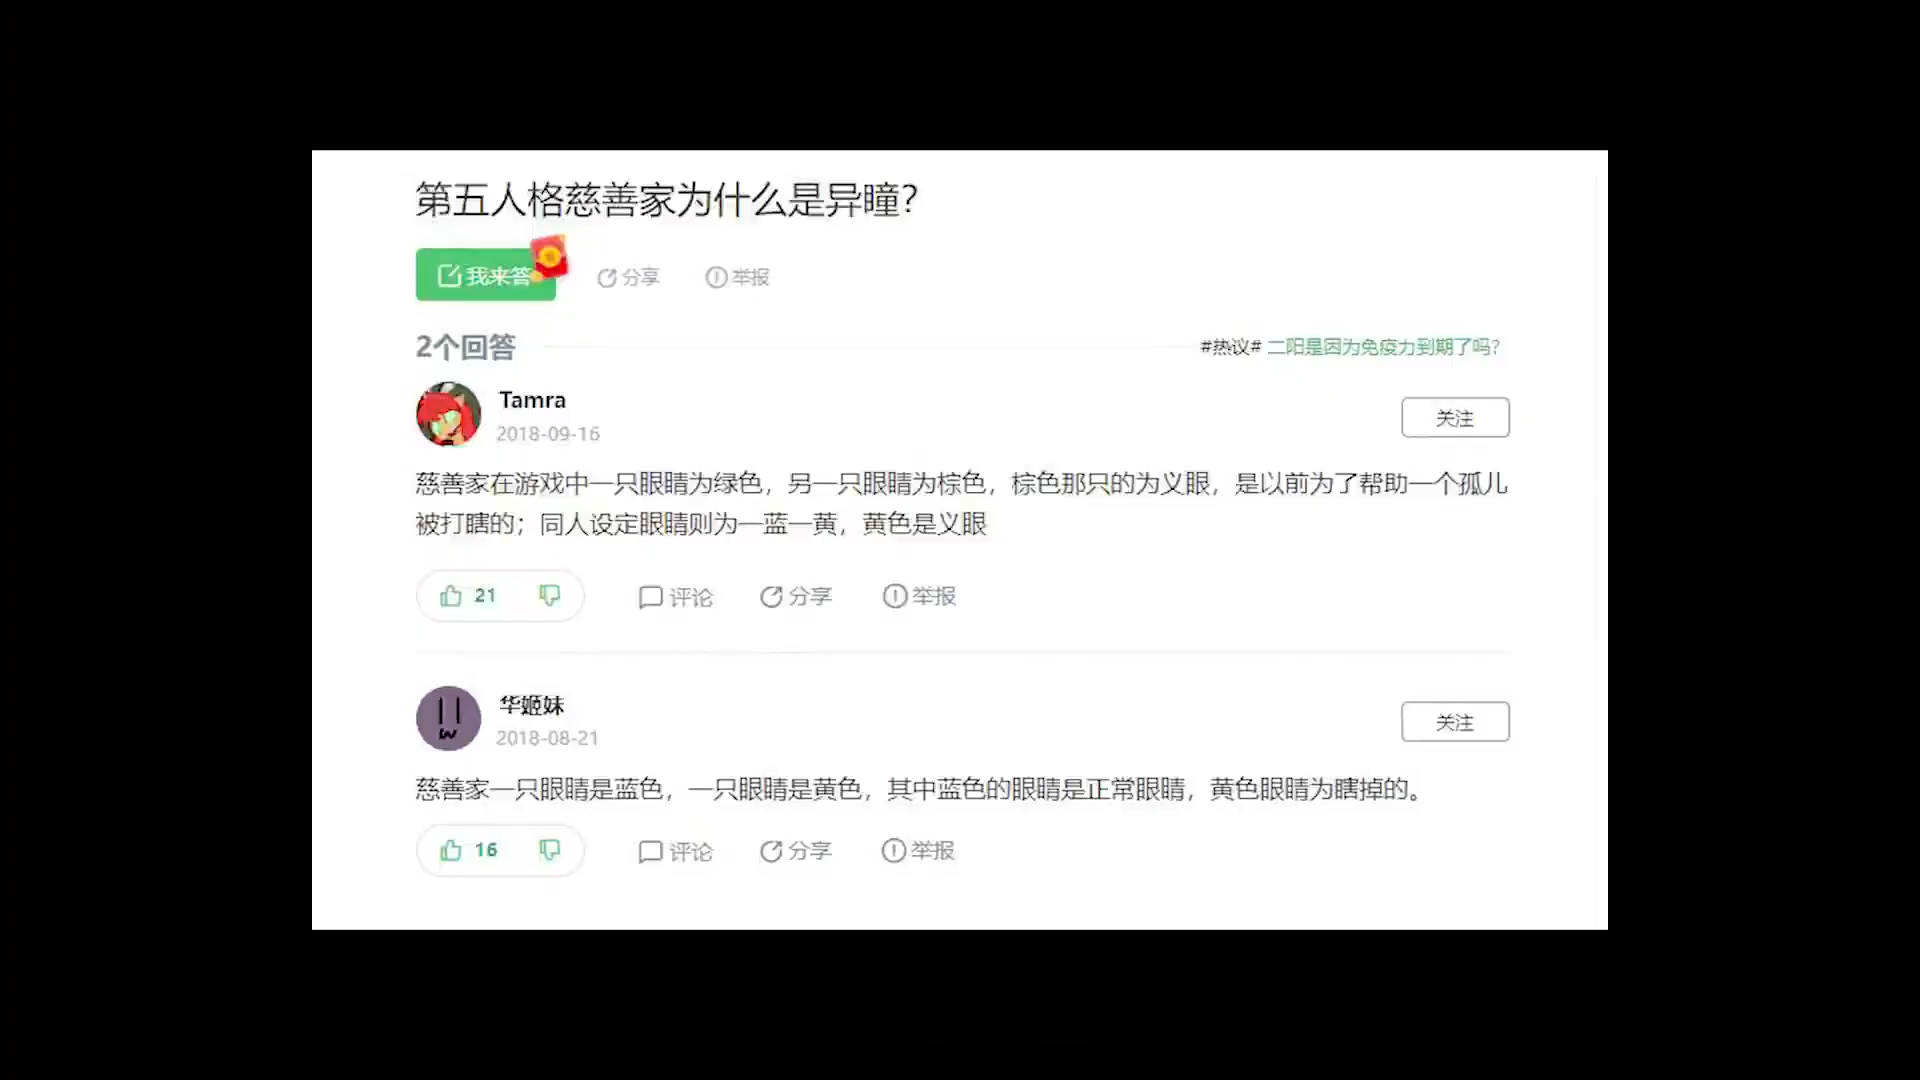 第五人格慈善家为什么是异瞳?
我来答
分享
举报
2个回答
#热议# 二阳是因为免疫力到期了吗?
Tamra
2018-09-16
关注
慈善家在游戏中一只眼睛为绿色，另一只眼睛为棕色，棕色那只的为义眼，是以前为了帮助一个孤儿
被打瞎的；同人设定眼睛则为一蓝一黄，黄色是义眼
21
评论
分享
举报
华姬妹
2018-08-21
关注
慈善家一只眼睛是蓝色，一只眼睛是黄色，其中蓝色的眼睛是正常眼睛，黄色眼睛为瞎掉的。
16
评论
分享
举报